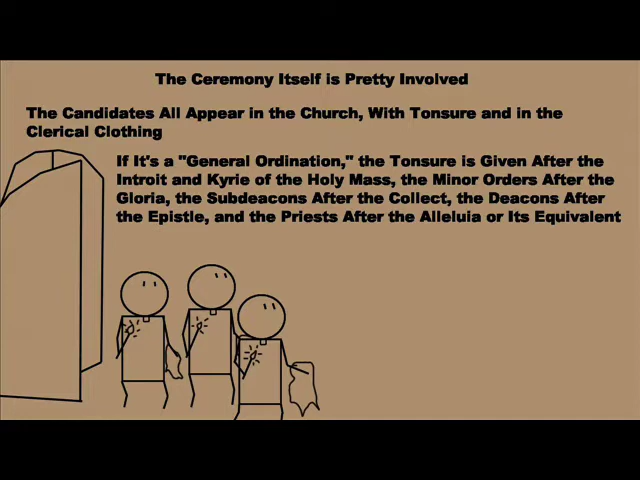 The Ceremony Itself is Pretty Involved
The Candidates All Appear in the Church, With Tonsure and in the
Clerical Clothing
If It's a "General Ordination," the Tonsure is Given After the
Introit and Kyrie of the Holy Mass, the Minor Orders After the
Gloria, the Subdeacons After the Collect, the Deacons After
the Epistle, and the Priests After the Alleluia or Its Equivalent